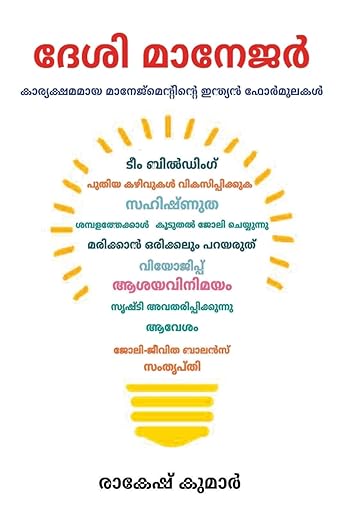 ദേശി മാനേജർ
കാര്യക്ഷമമായ മാനേജ്മെന്റിന്റെ ഇന്ത്യൻ ഫോർമുലകൾ
ടീം ബിൽഡിംഗ്
പുതിയ കഴിവുകൾ വികസിപ്പിക്കുക
സഹിഷ്ണുത
ശമ്പളത്തേക്കാൾ കൂടുതൽ ജോലി ചെയ്യുന്നു
മരിക്കാൻ ഒരിക്കലും പറയരുത്
വിയോജിപ്പ്
ആശയവിനിമയം
സൃഷ്ടി അവതരിപ്പിക്കുന്നു
ആവേശം
ജോലി-ജീവിത ബാലൻസ്
സംതൃപ്തി
രാകേഷ് കുമാർ